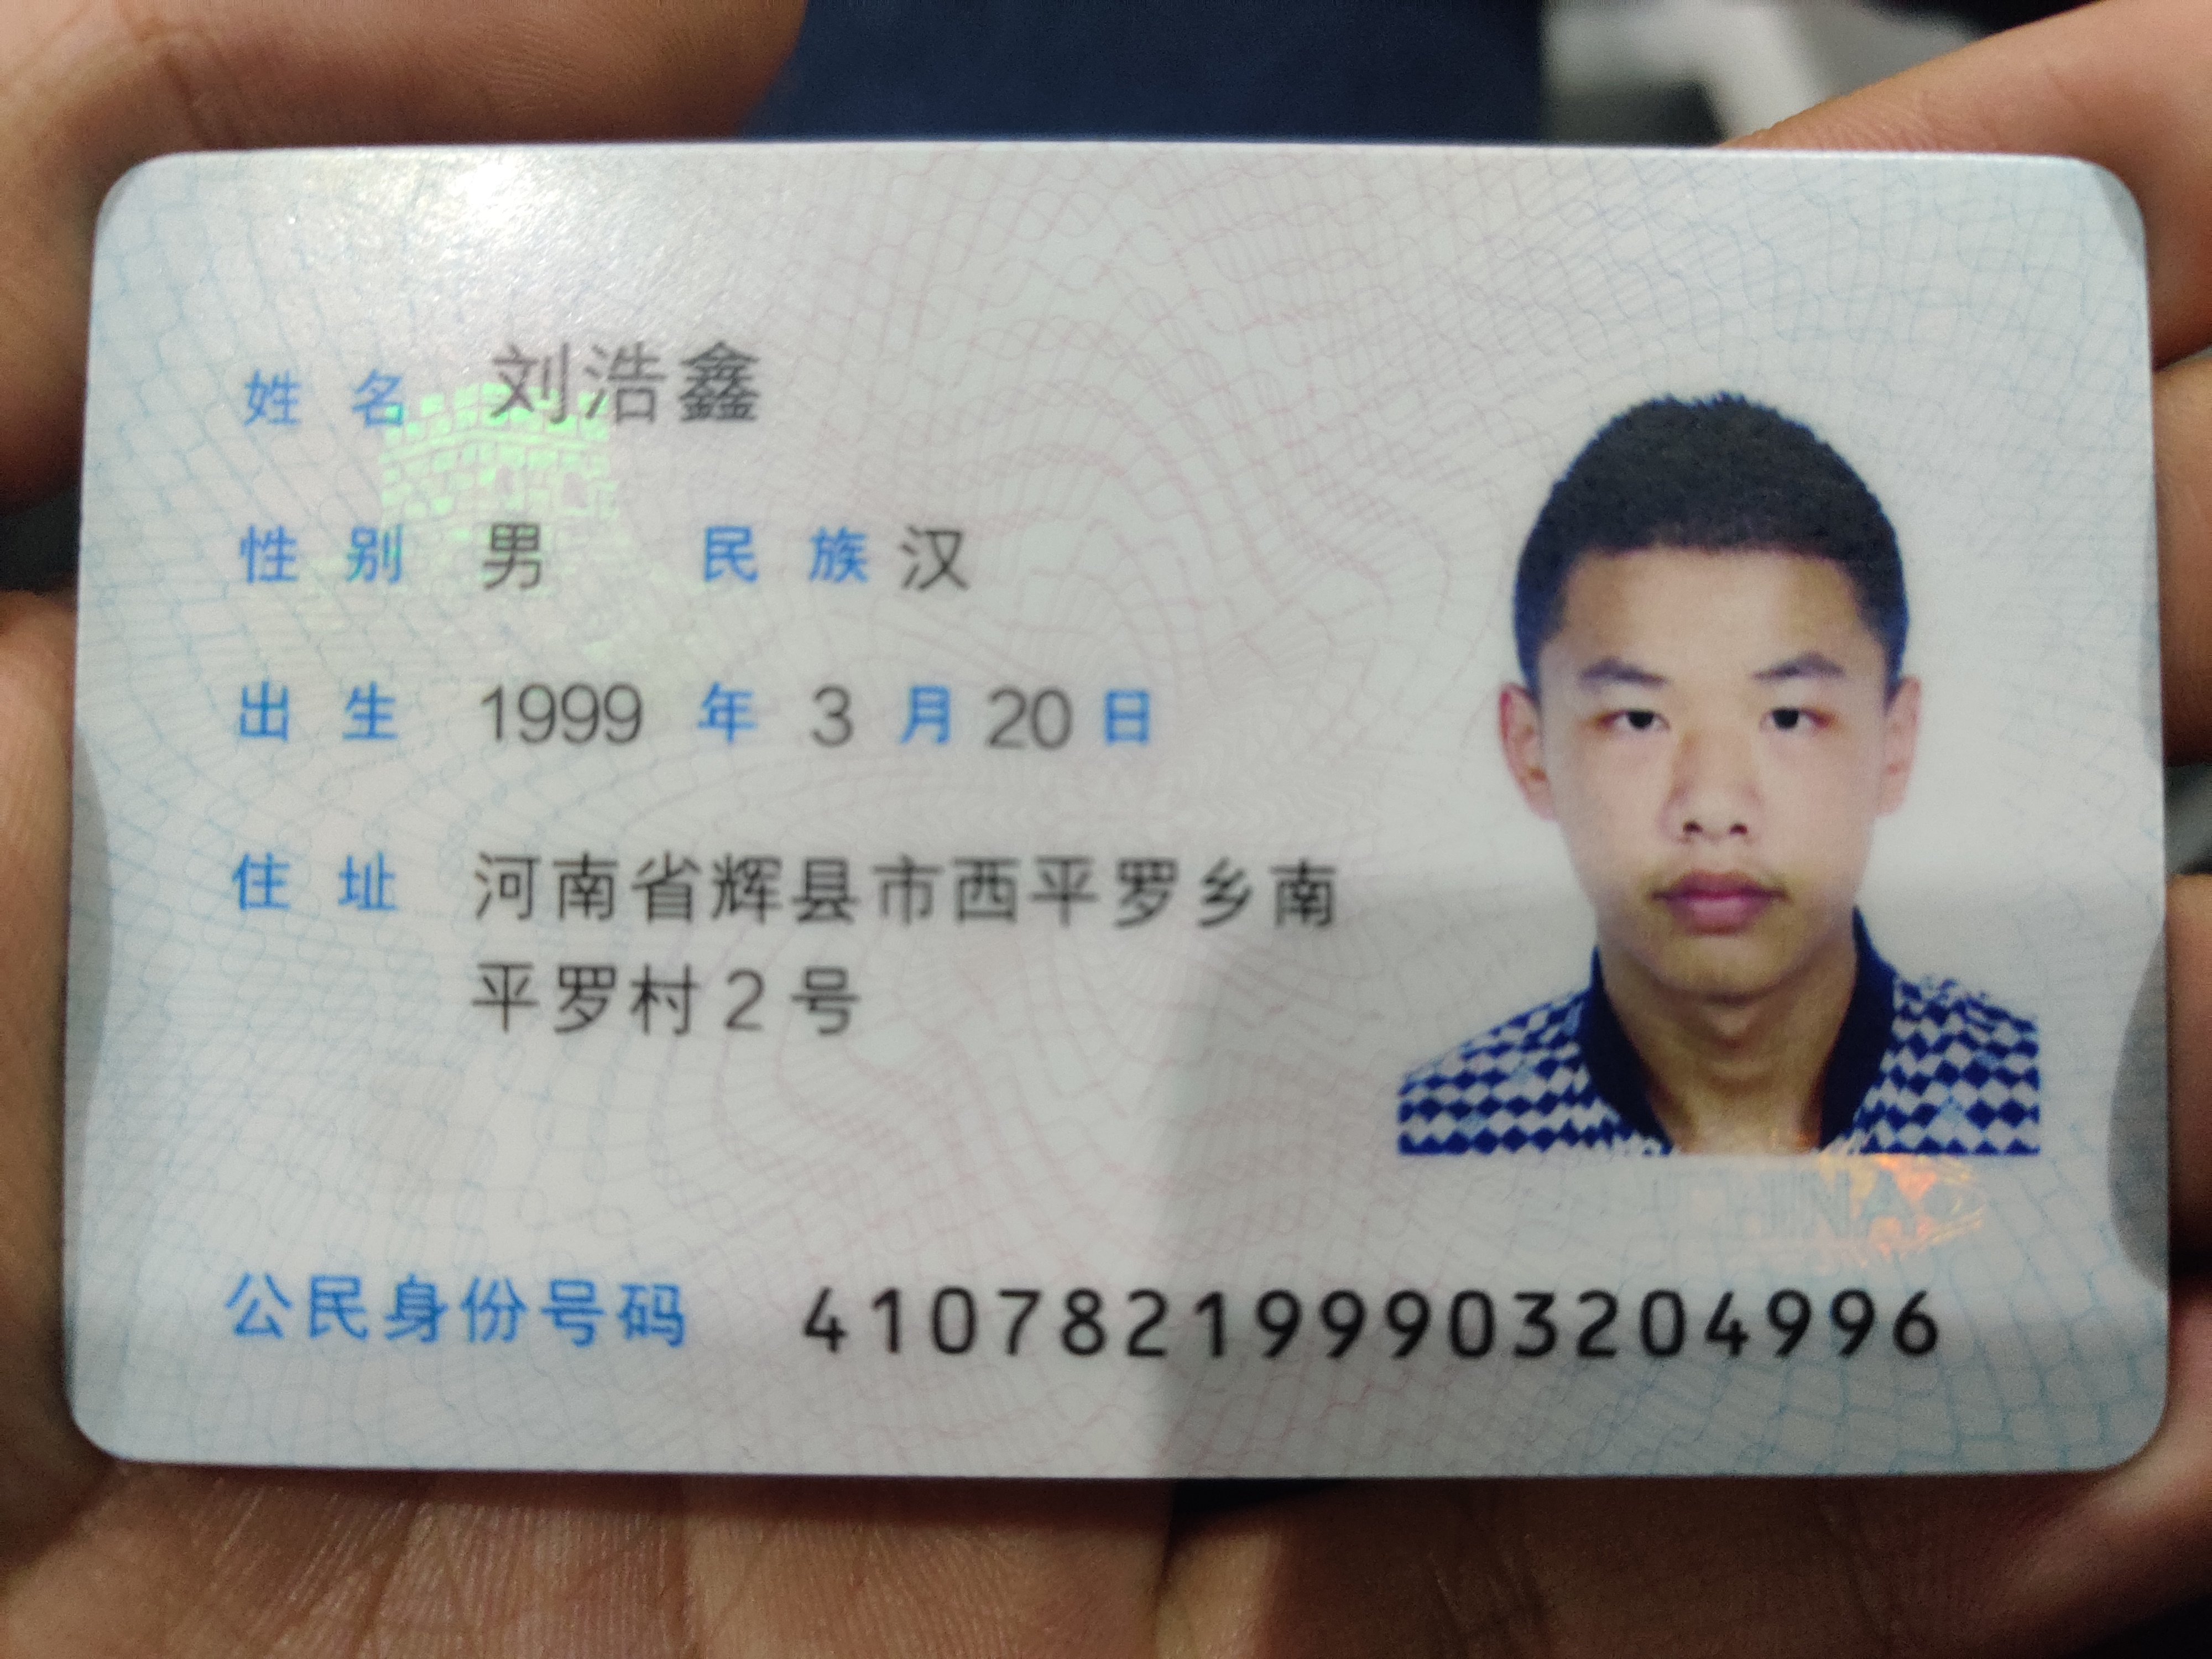 姓名 刘浩鑫
性别 男 民族 汉
出生 1999 年 3 月 20 日
住址 河南省辉县市西平罗乡南
平罗村2号
CHINA
公民身份号码 410782199903204996